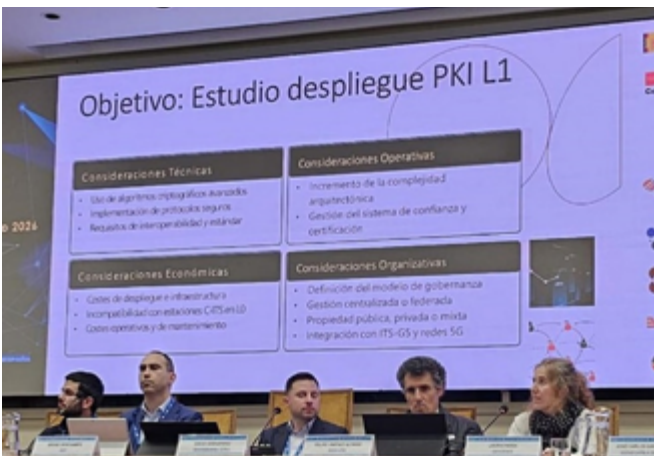 Objetivo: Estudio despliegue PKI L1
Consideraciones Técnicas
Uso de algoritmos criptográficos avanzados
Implementación de protocolos seguros
Requisitos de interoperabilidad y estándar
Consideraciones Operativas
Incremento de la complejidad
arquitectónica
Gestión del sistema de confianza y
certificación
Consideraciones Económicas
Costes de despliegue e infraestructura
Incompatibilidad con estaciones C-ITS en L0
Costes operativos y de mantenimiento
Consideraciones Organizativas
Definición del modelo de gobernanza
Gestión centralizada o federada
Propiedad pública, privada o mixta
Integración con ITS-G5 y redes 5G
2026